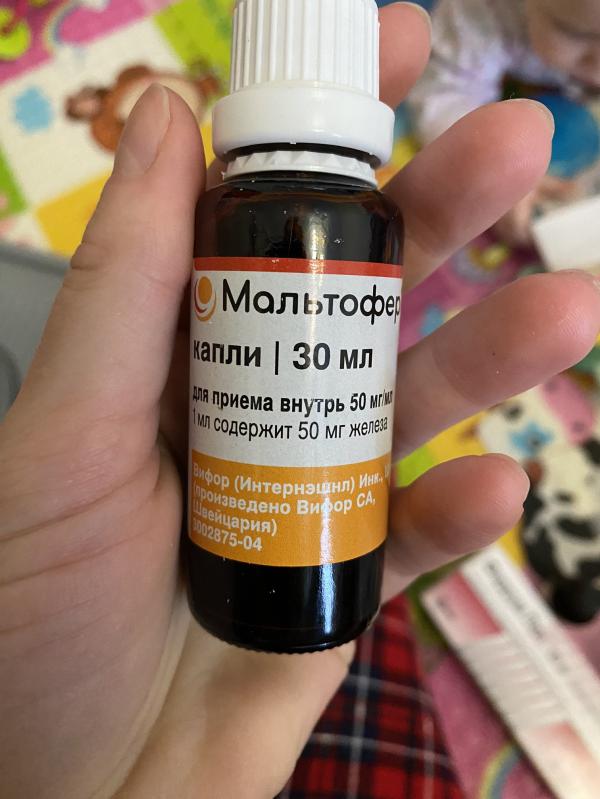 Мальтофер
капли | 30 мл
для приема внутрь 50 мг/мл
1 мл содержит 50 мг железа
Вифор (Интернэшнл) Инк.,
(произведено Вифор СА,
Швейцария)
3002875-04